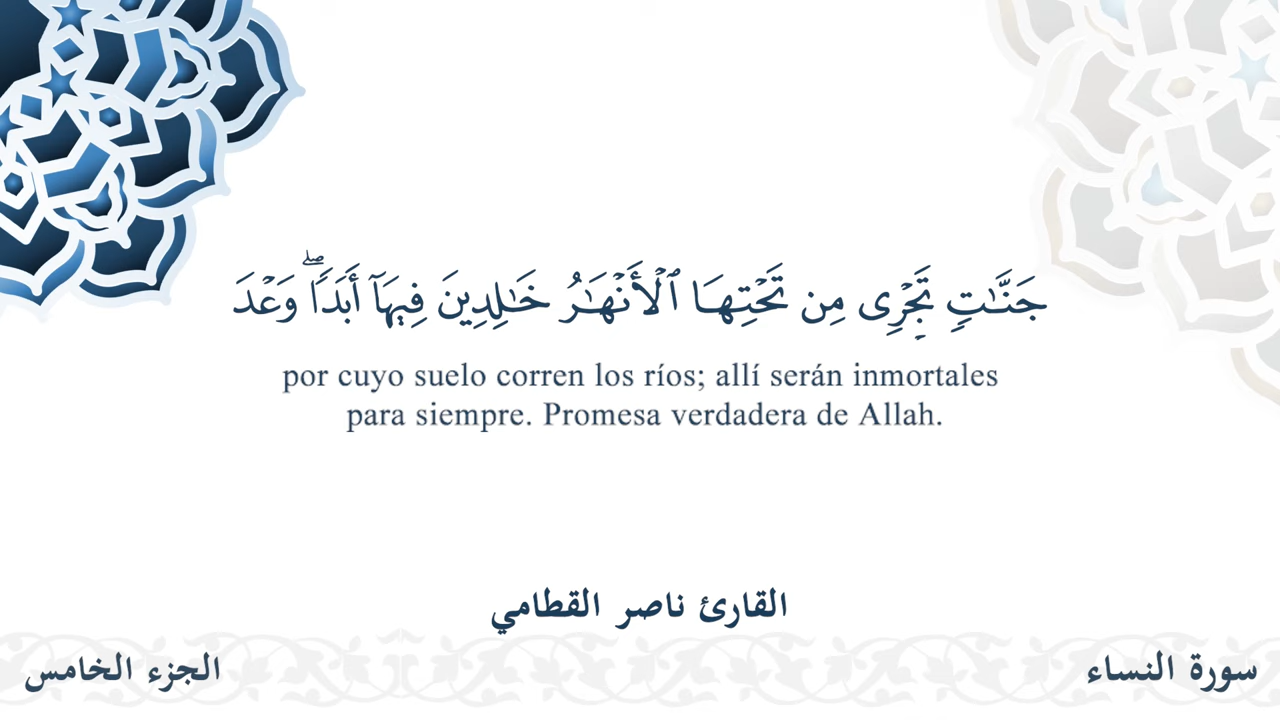 جَنَّـٰتٍ تَجْرِى مِن تَحْتِهَا ٱلْأَنْهَـٰرُ خَـٰلِدِينَ فِيهَآ أَبَدًا ۖ وَعْدَ
por cuyo suelo corren los ríos; allí serán inmortales
para siempre. Promesa verdadera de Allah.
القارئ ناصر القطامي
سورة النساء
الجزء الخامس